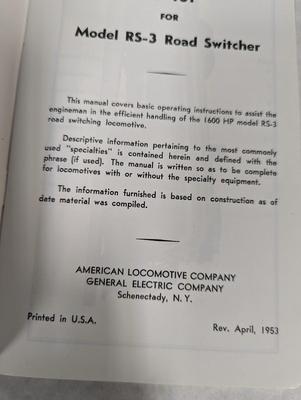 FOR
Model RS-3 Road Switcher
This manual covers basic operating instructions to assist the
engineman in the efficient handling of the 1600 HP model RS-3
road switching locomotive.
Descriptive information pertaining to the most commonly
used "specialties" is contained herein and defined with the
phrase (if used). The manual is written so as to be complete
for locomotives with or without the specialty equipment.
The information furnished is based on construction as of
date material was compiled.
AMERICAN LOCOMOTIVE COMPANY
GENERAL ELECTRIC COMPANY
Schenectady, N. Y.
Printed in U.S.A.
Rev. April, 1953